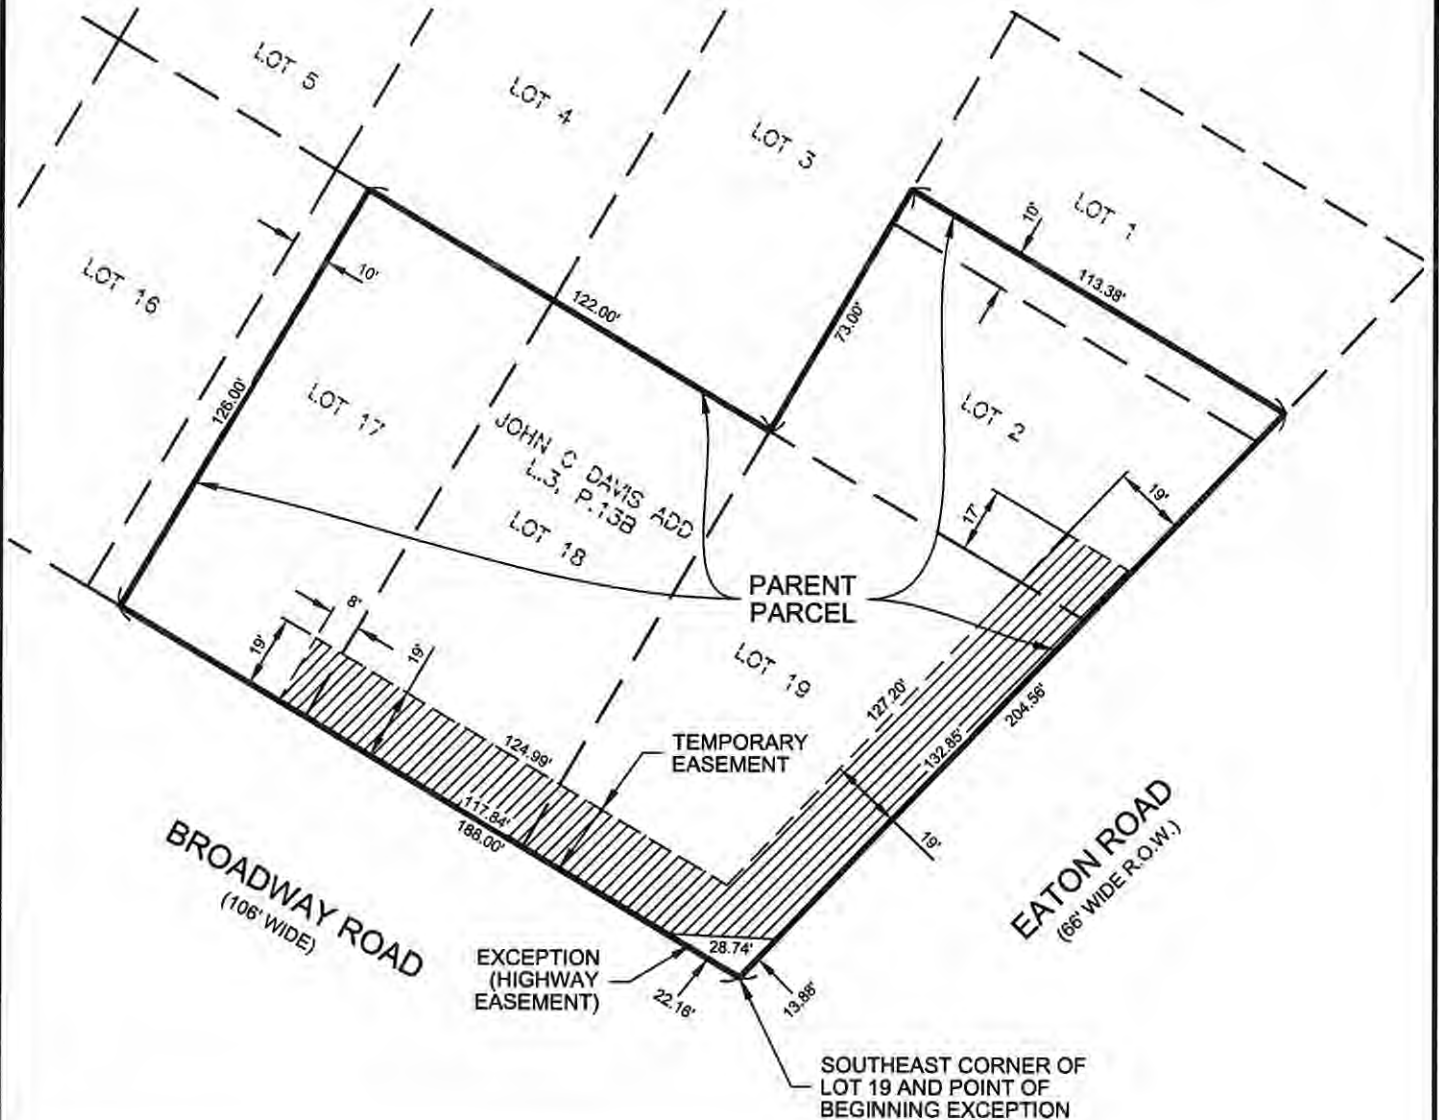 LOT 5
LOT 4
LOT 3
LOT 1
10'
113.38'
LOT 16
10'
122.00'
73.00'
126.00'
LOT 17
JOHN C DAVIS ADD
L.3, P.13B
LOT 18
LOT 2
19'
17'
PARENT
PARCEL
8'
19'
19'
LOT 19
127.20'
204.56'
132.85'
TEMPORARY
EASEMENT
124.99'
117.84'
186.00'
19'
BROADWAY ROAD
(106' WIDE)
EATON ROAD
(66' WIDE R.O.W.)
EXCEPTION
(HIGHWAY
EASEMENT)
28.74'
22.16'
13.88'
SOUTHEAST CORNER OF
LOT 19 AND POINT OF
BEGINNING EXCEPTION